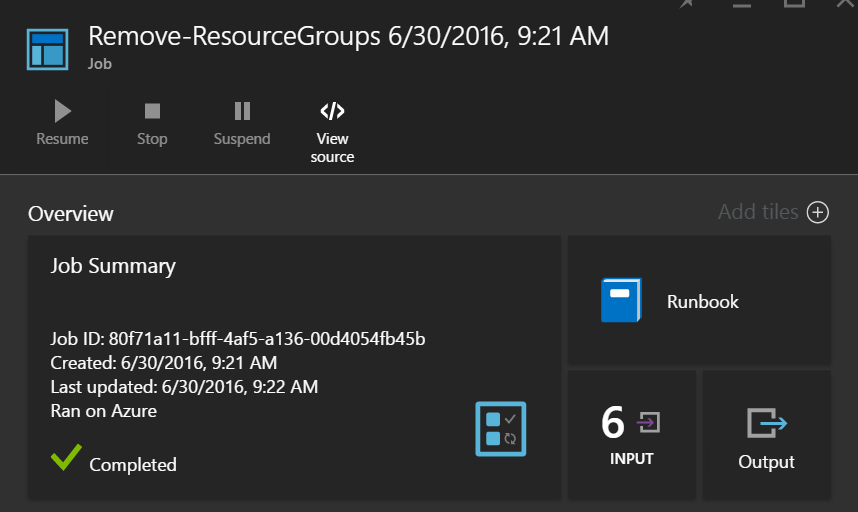 Remove-ResourceGroups 6/30/2016, 9:21 AM
Job
Resume
Stop
Suspend
View
source
Overview
Add tiles
Job Summary
Job ID: 80f71a11-bfff-4af5-a136-00d4054fb45b
Created: 6/30/2016, 9:21 AM
Last updated: 6/30/2016, 9:22 AM
Ran on Azure
Completed
Runbook
6
INPUT
Output